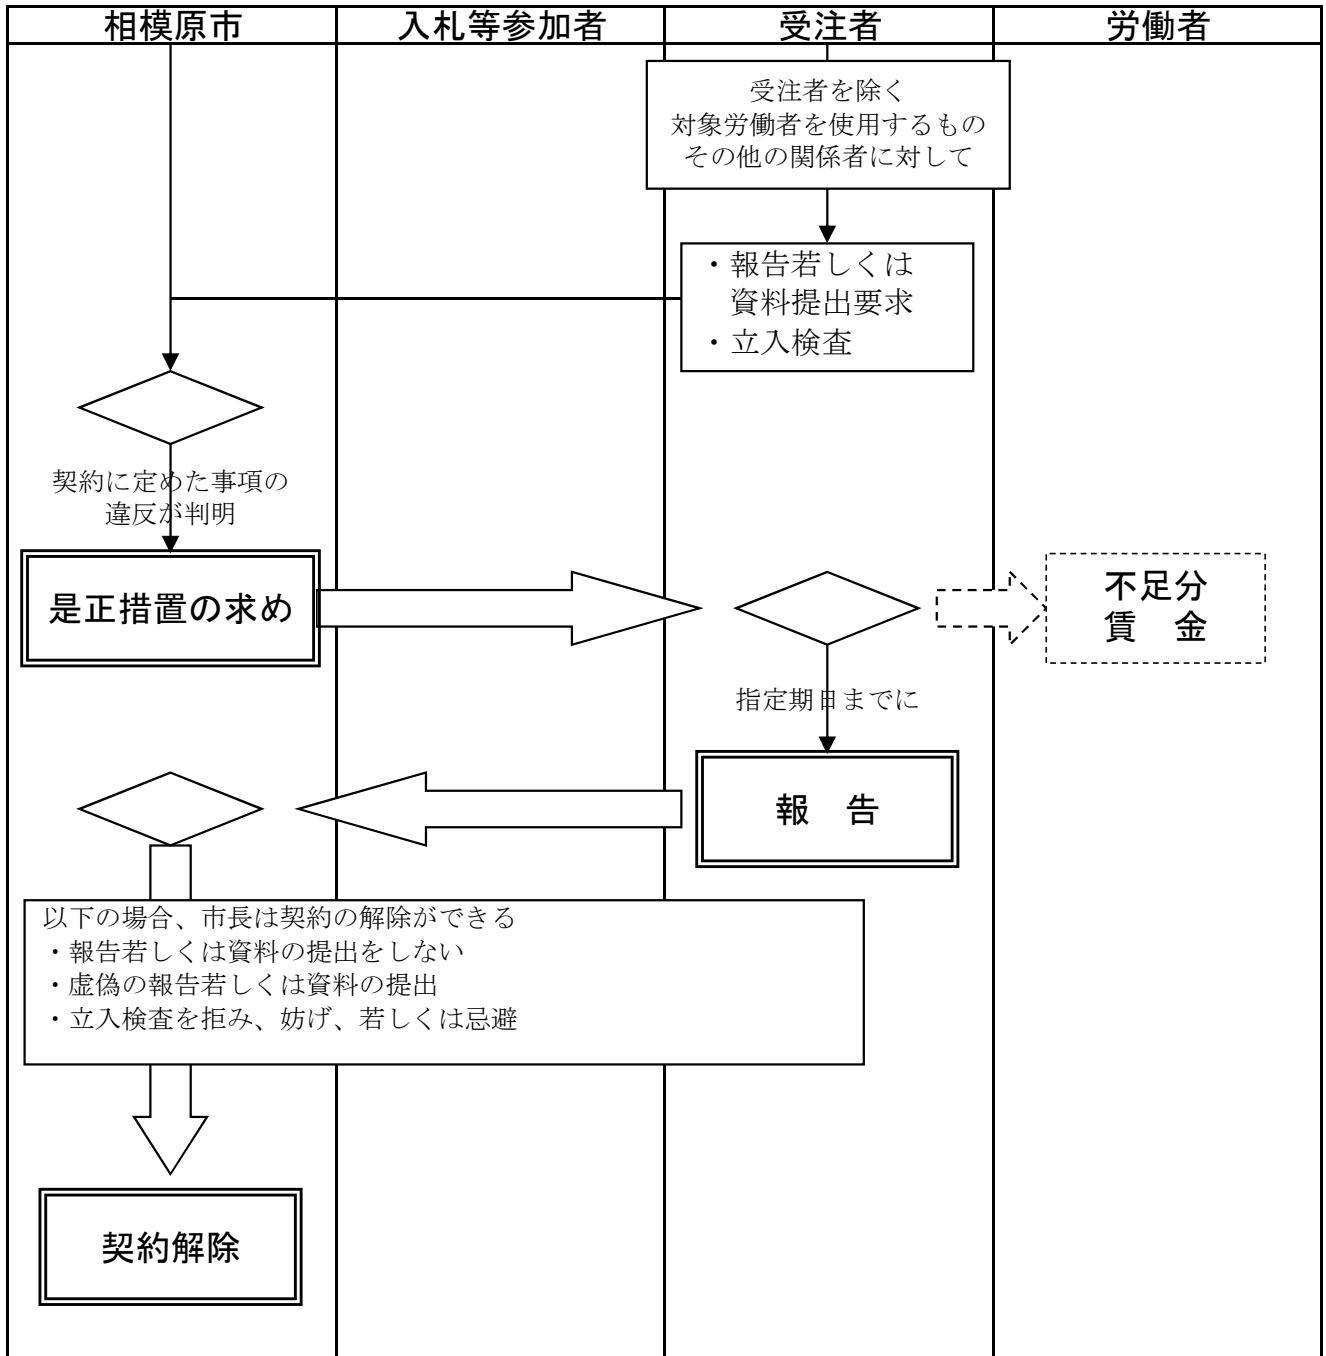 相模原市
入札等参加者
受注者
労働者
受注者を除く
対象労働者を使用するもの
その他の関係者に対して
・報告若しくは
資料提出要求
・立入検査
契約に定めた事項の
違反が判明
是正措置の求め
不足分
賃　金
指定期日までに
報　告
以下の場合、市長は契約の解除ができる
・報告若しくは資料の提出をしない
・虚偽の報告若しくは資料の提出
・立入検査を拒み、妨げ、若しくは忌避
契約解除